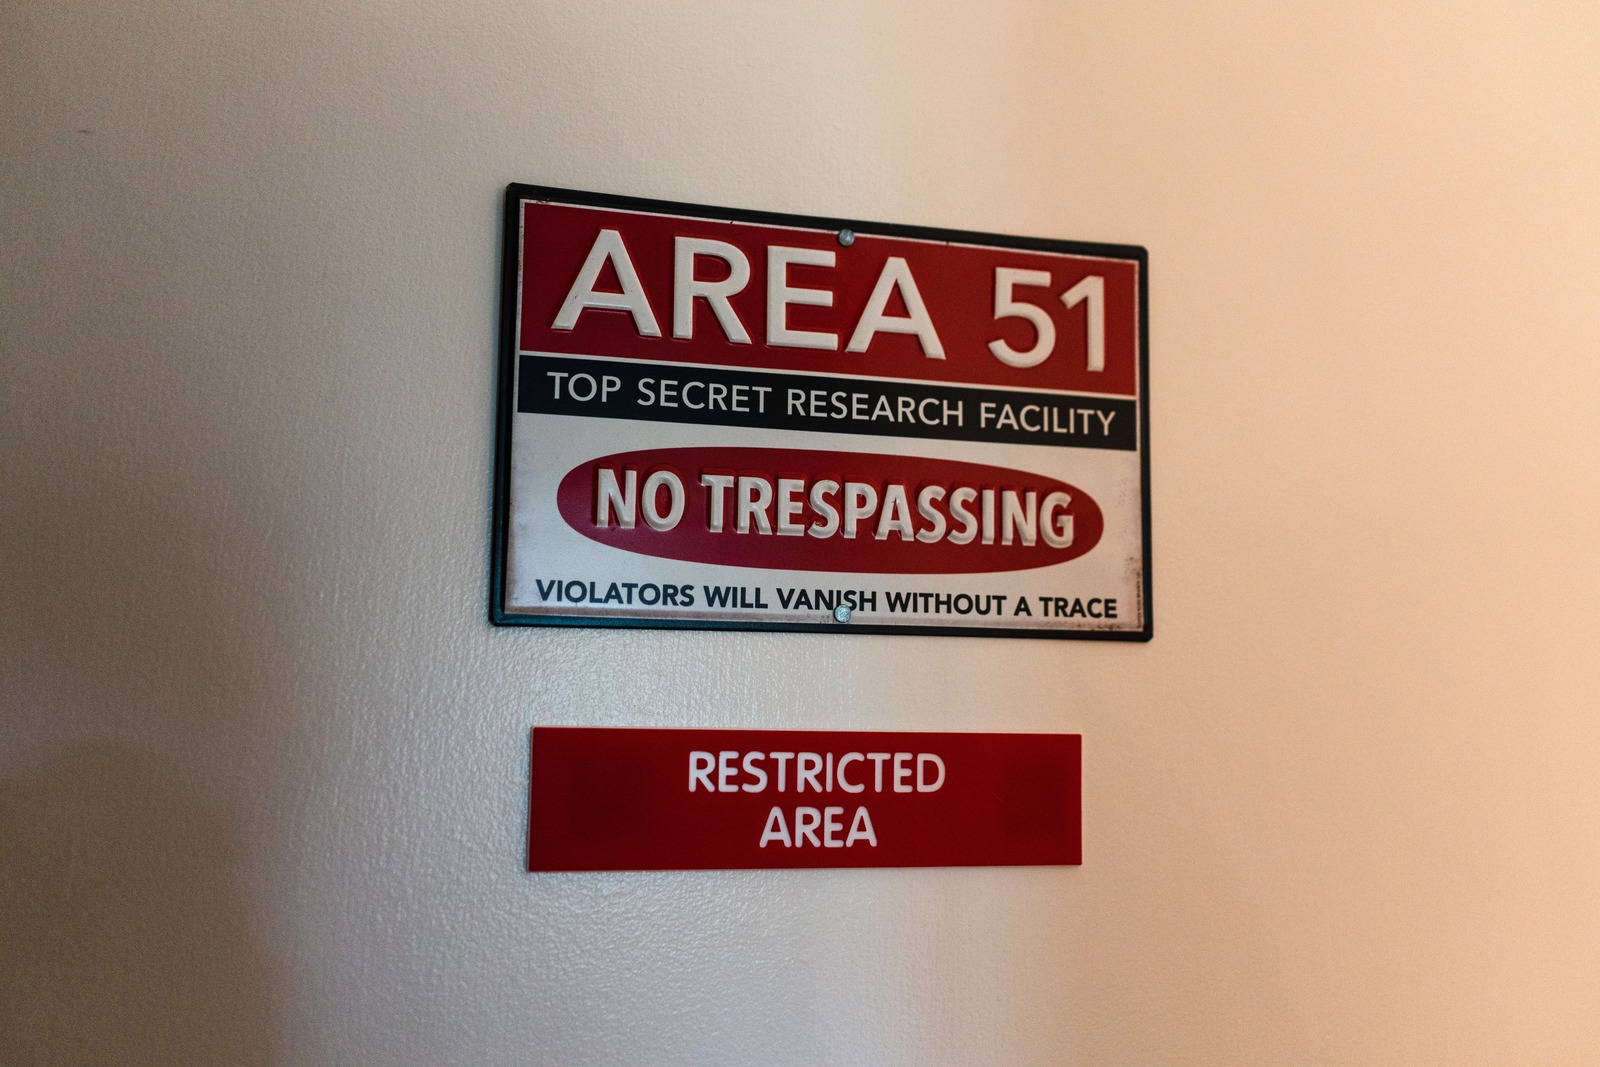 AREA 51
TOP SECRET RESEARCH FACILITY
NO TRESPASSING
VIOLATORS WILL VANISH WITHOUT A TRACE
RESTRICTED
AREA